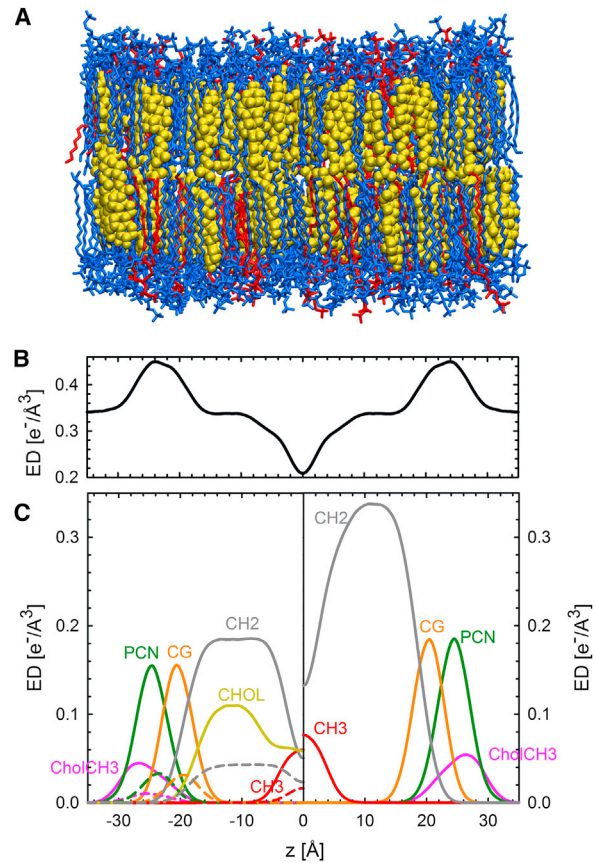 A
B
ED [e⁻/Å³]
0.4
0.3
0.2
C
ED [e⁻/Å³]
0.3
0.2
0.1
0.0
CH2
PCN
CG
CHOL
CholCH3
CH3
CH2
CG
PCN
CH3
CholCH3
0.3
0.2
0.1
0.0
ED [e⁻/Å³]
-30 -20 -10 0 10 20 30
z [Å]